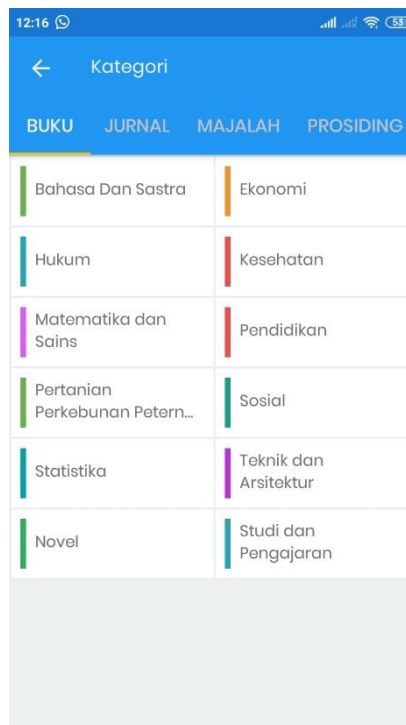 12:16
53
Kategori
BUKU JURNAL MAJALAH PROSIDING
Bahasa Dan Sastra
Ekonomi
Hukum
Kesehatan
Matematika dan
Sains
Pendidikan
Pertanian
Perkebunan Petern...
Sosial
Statistika
Teknik dan
Arsitektur
Novel
Studi dan
Pengajaran